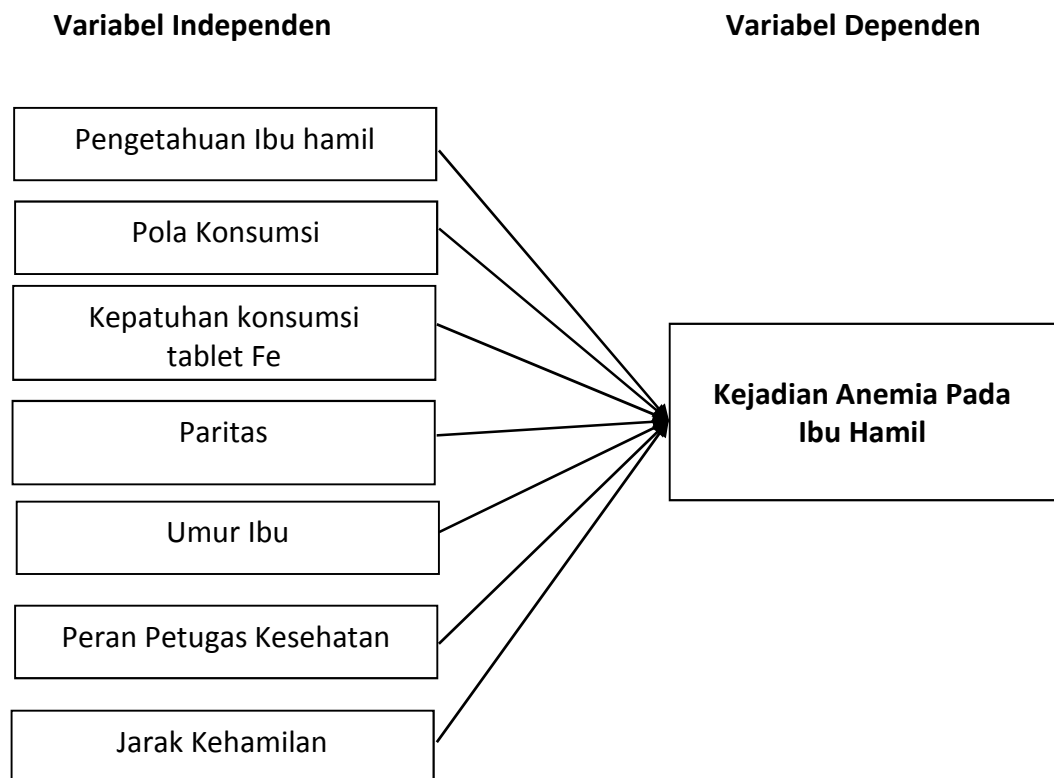 Variabel Independen
Variabel Dependen
Pengetahuan Ibu hamil
Pola Konsumsi
Kepatuhan konsumsi
tablet Fe
Paritas
Umur Ibu
Peran Petugas Kesehatan
Jarak Kehamilan
Kejadian Anemia Pada
Ibu Hamil